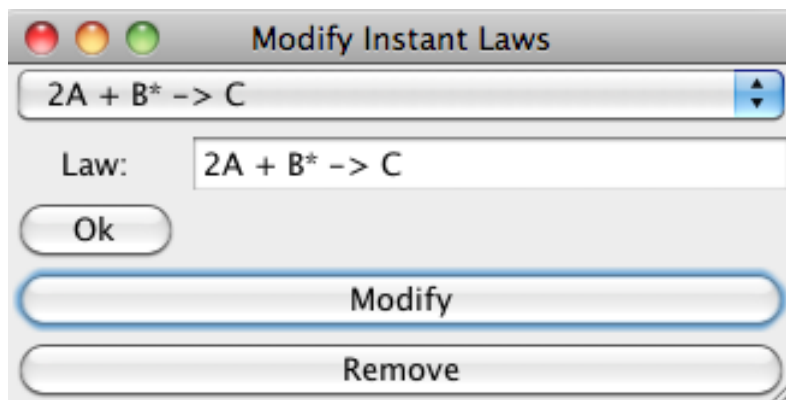 Modify Instant Laws
2A + B* -> C
Law: 2A + B* -> C
Ok
Modify
Remove